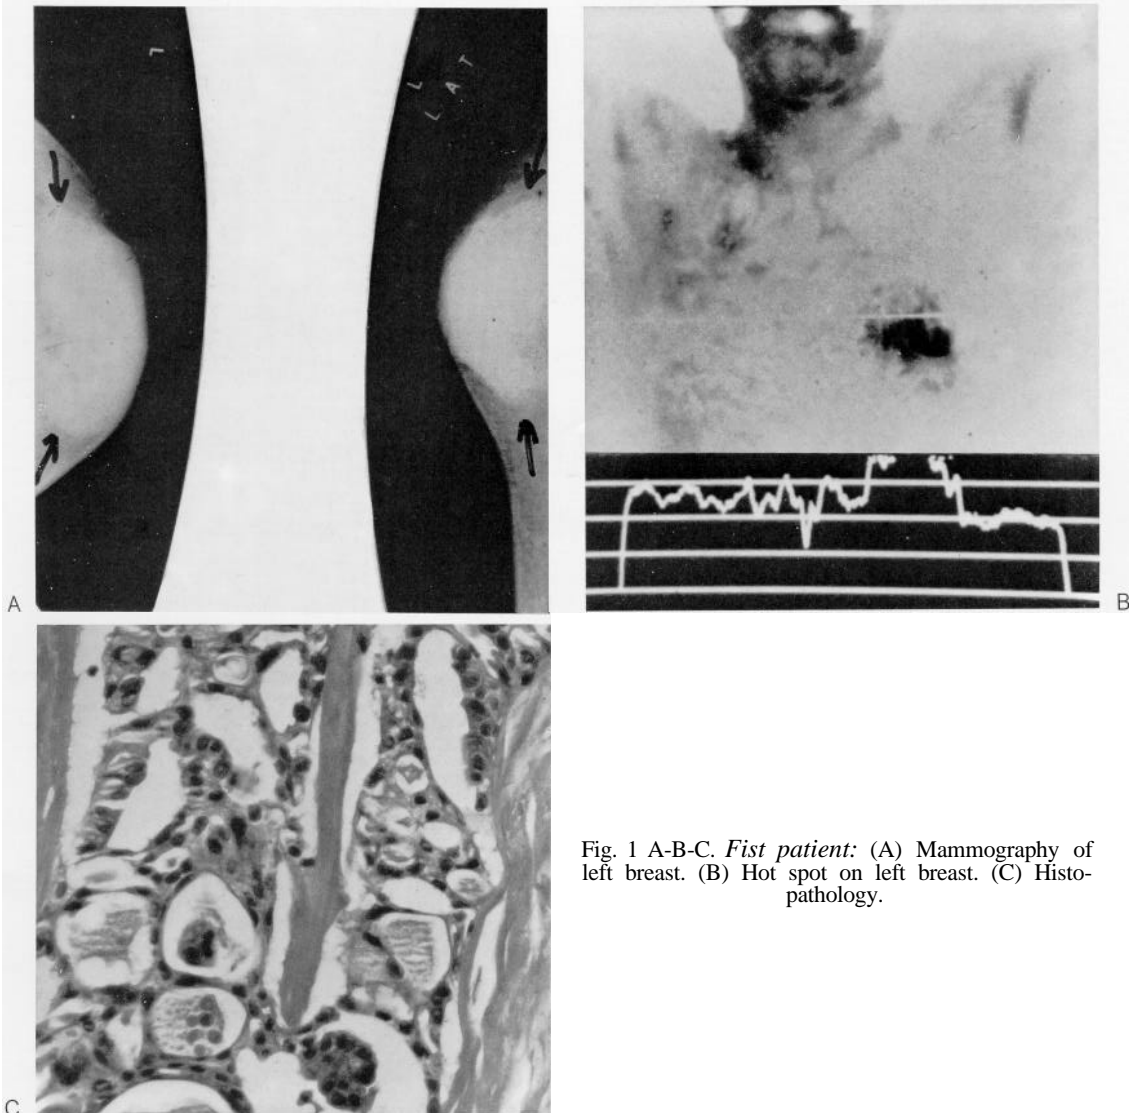 L
L
L A T
A
B
C
Fig. 1 A-B-C. Fist patient: (A) Mammography of
left breast. (B) Hot spot on left breast. (C) Histo-
pathology.